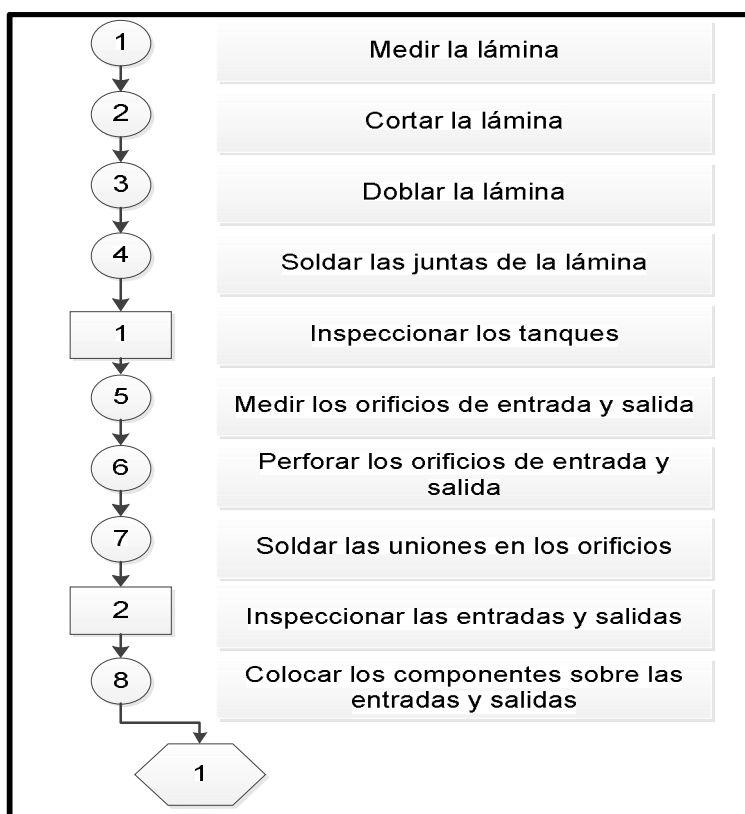 1
Medir la lámina
2
Cortar la lámina
3
Doblar la lámina
4
Soldar las juntas de la lámina
1
Inspeccionar los tanques
5
Medir los orificios de entrada y salida
6
Perforar los orificios de entrada y
salida
7
Soldar las uniones en los orificios
2
Inspeccionar las entradas y salidas
8
Colocar los componentes sobre las
entradas y salidas
1